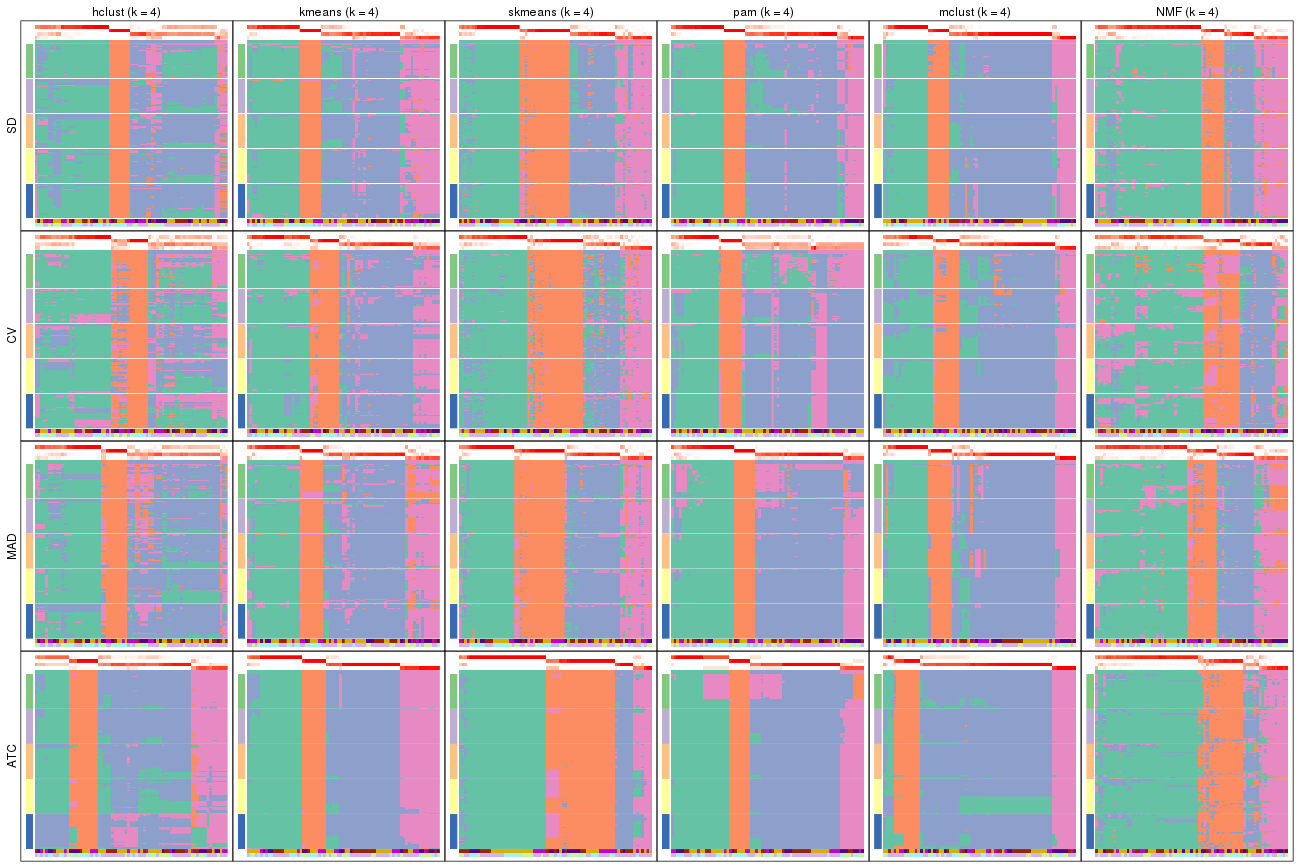 hclust (k = 4) kmeans (k = 4) skmeans (k = 4) pam (k = 4) mclust (k = 4) NMF (k = 4)
SD
CV
MAD
ATC